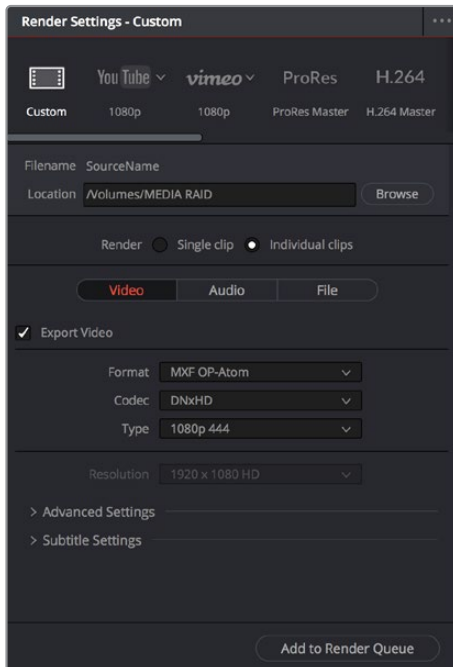 Render Settings - Custom
YouTube vimeo ProRes H.264
Custom 1080p 1080p ProRes Master H.264 Master
Filename SourceName
Location /Volumes/MEDIA RAID Browse
Render Single clip Individual clips
Video Audio File
Export Video
Format MXF OP-Atom
Codec DNxHD
Type 1080p 444
Resolution 1920 x 1080 HD
> Advanced Settings
> Subtitle Settings
Add to Render Queue